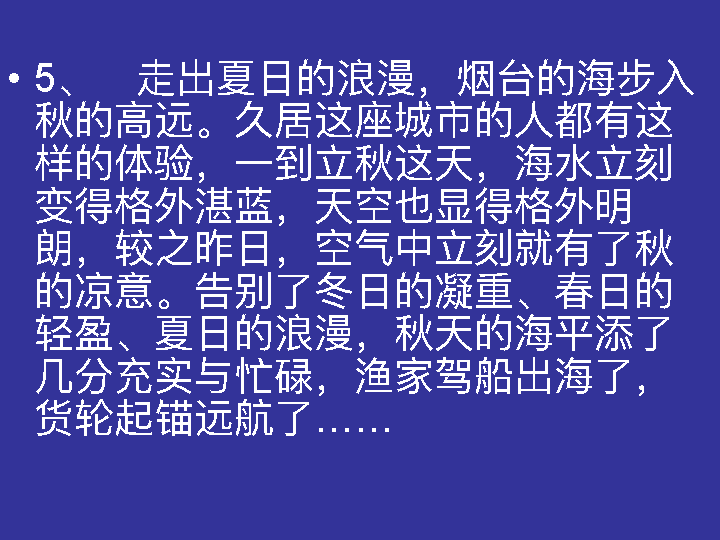 • 5、 走出夏日的浪漫，烟台的海步入
秋的高远。久居这座城市的人都有这
样的体验，一到立秋这天，海水立刻
变得格外湛蓝，天空也显得格外明
朗，较之昨日，空气中立刻就有了秋
的凉意。告别了冬日的凝重、春日的
轻盈、夏日的浪漫，秋天的海平添了
几分充实与忙碌，渔家驾船出海了，
货轮起锚远航了……